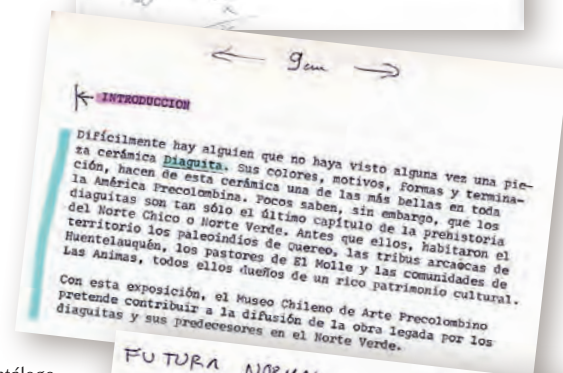 ← 9 cm →
INTRODUCCION
Difícilmente hay alguien que no haya visto alguna vez una pie-
za cerámica Diaguita. Sus colores, motivos, formas y termina-
ción, hacen de esta cerámica una de las más bellas en toda
la América Precolombina. Pocos saben, sin embargo, que los
diaguitas son tan sólo el último capítulo de la prehistoria
del Norte Chico o Norte Verde. Antes que ellos, habitaron el
territorio los paleoindios de Quereo, las tribus arcaicas de
Huentelauquén, los pastores de El Molle y las comunidades de
Las Animas, todos ellos dueños de un rico patrimonio cultural.
Con esta exposición, el Museo Chileno de Arte Precolombino
pretende contribuir a la difusión de la obra legada por los
diaguitas y sus predecesores en el Norte Verde.
FUTURA